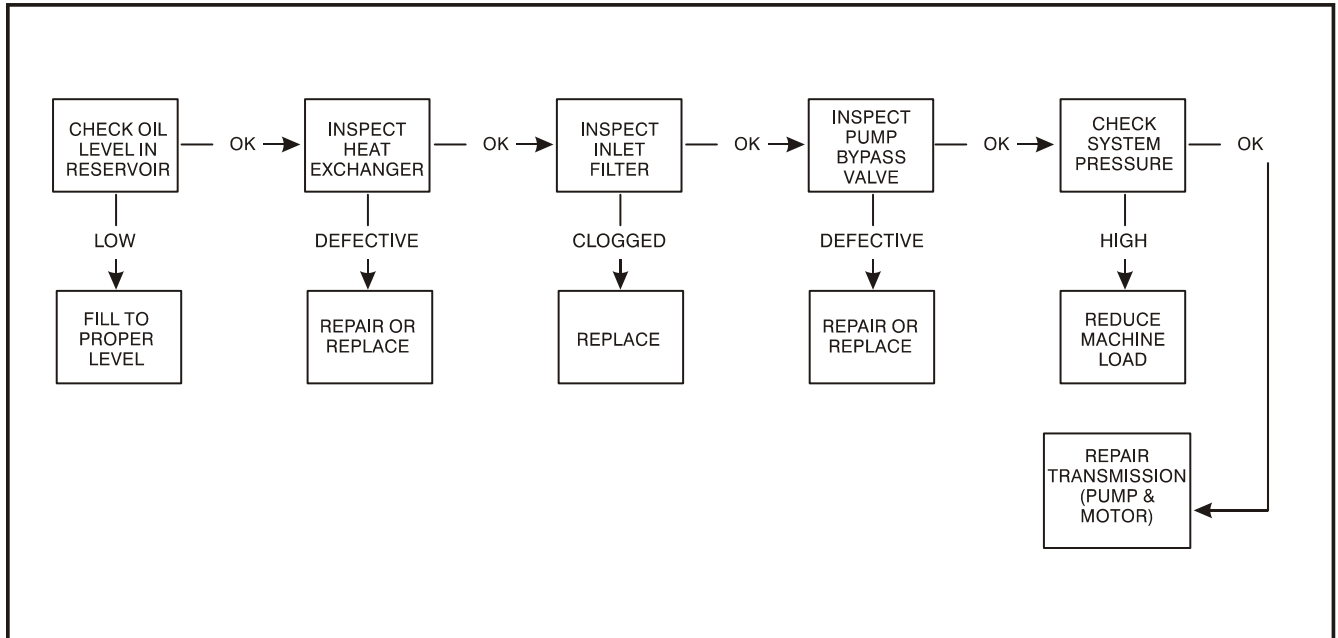 CHECK OIL
LEVEL IN
RESERVOIR
OK
INSPECT
HEAT
EXCHANGER
OK
INSPECT
INLET
FILTER
OK
INSPECT
PUMP
BYPASS
VALVE
OK
CHECK
SYSTEM
PRESSURE
OK
LOW
DEFECTIVE
CLOGGED
DEFECTIVE
HIGH
FILL TO
PROPER
LEVEL
REPAIR OR
REPLACE
REPLACE
REPAIR OR
REPLACE
REDUCE
MACHINE
LOAD
REPAIR
TRANSMISSION
(PUMP &
MOTOR)